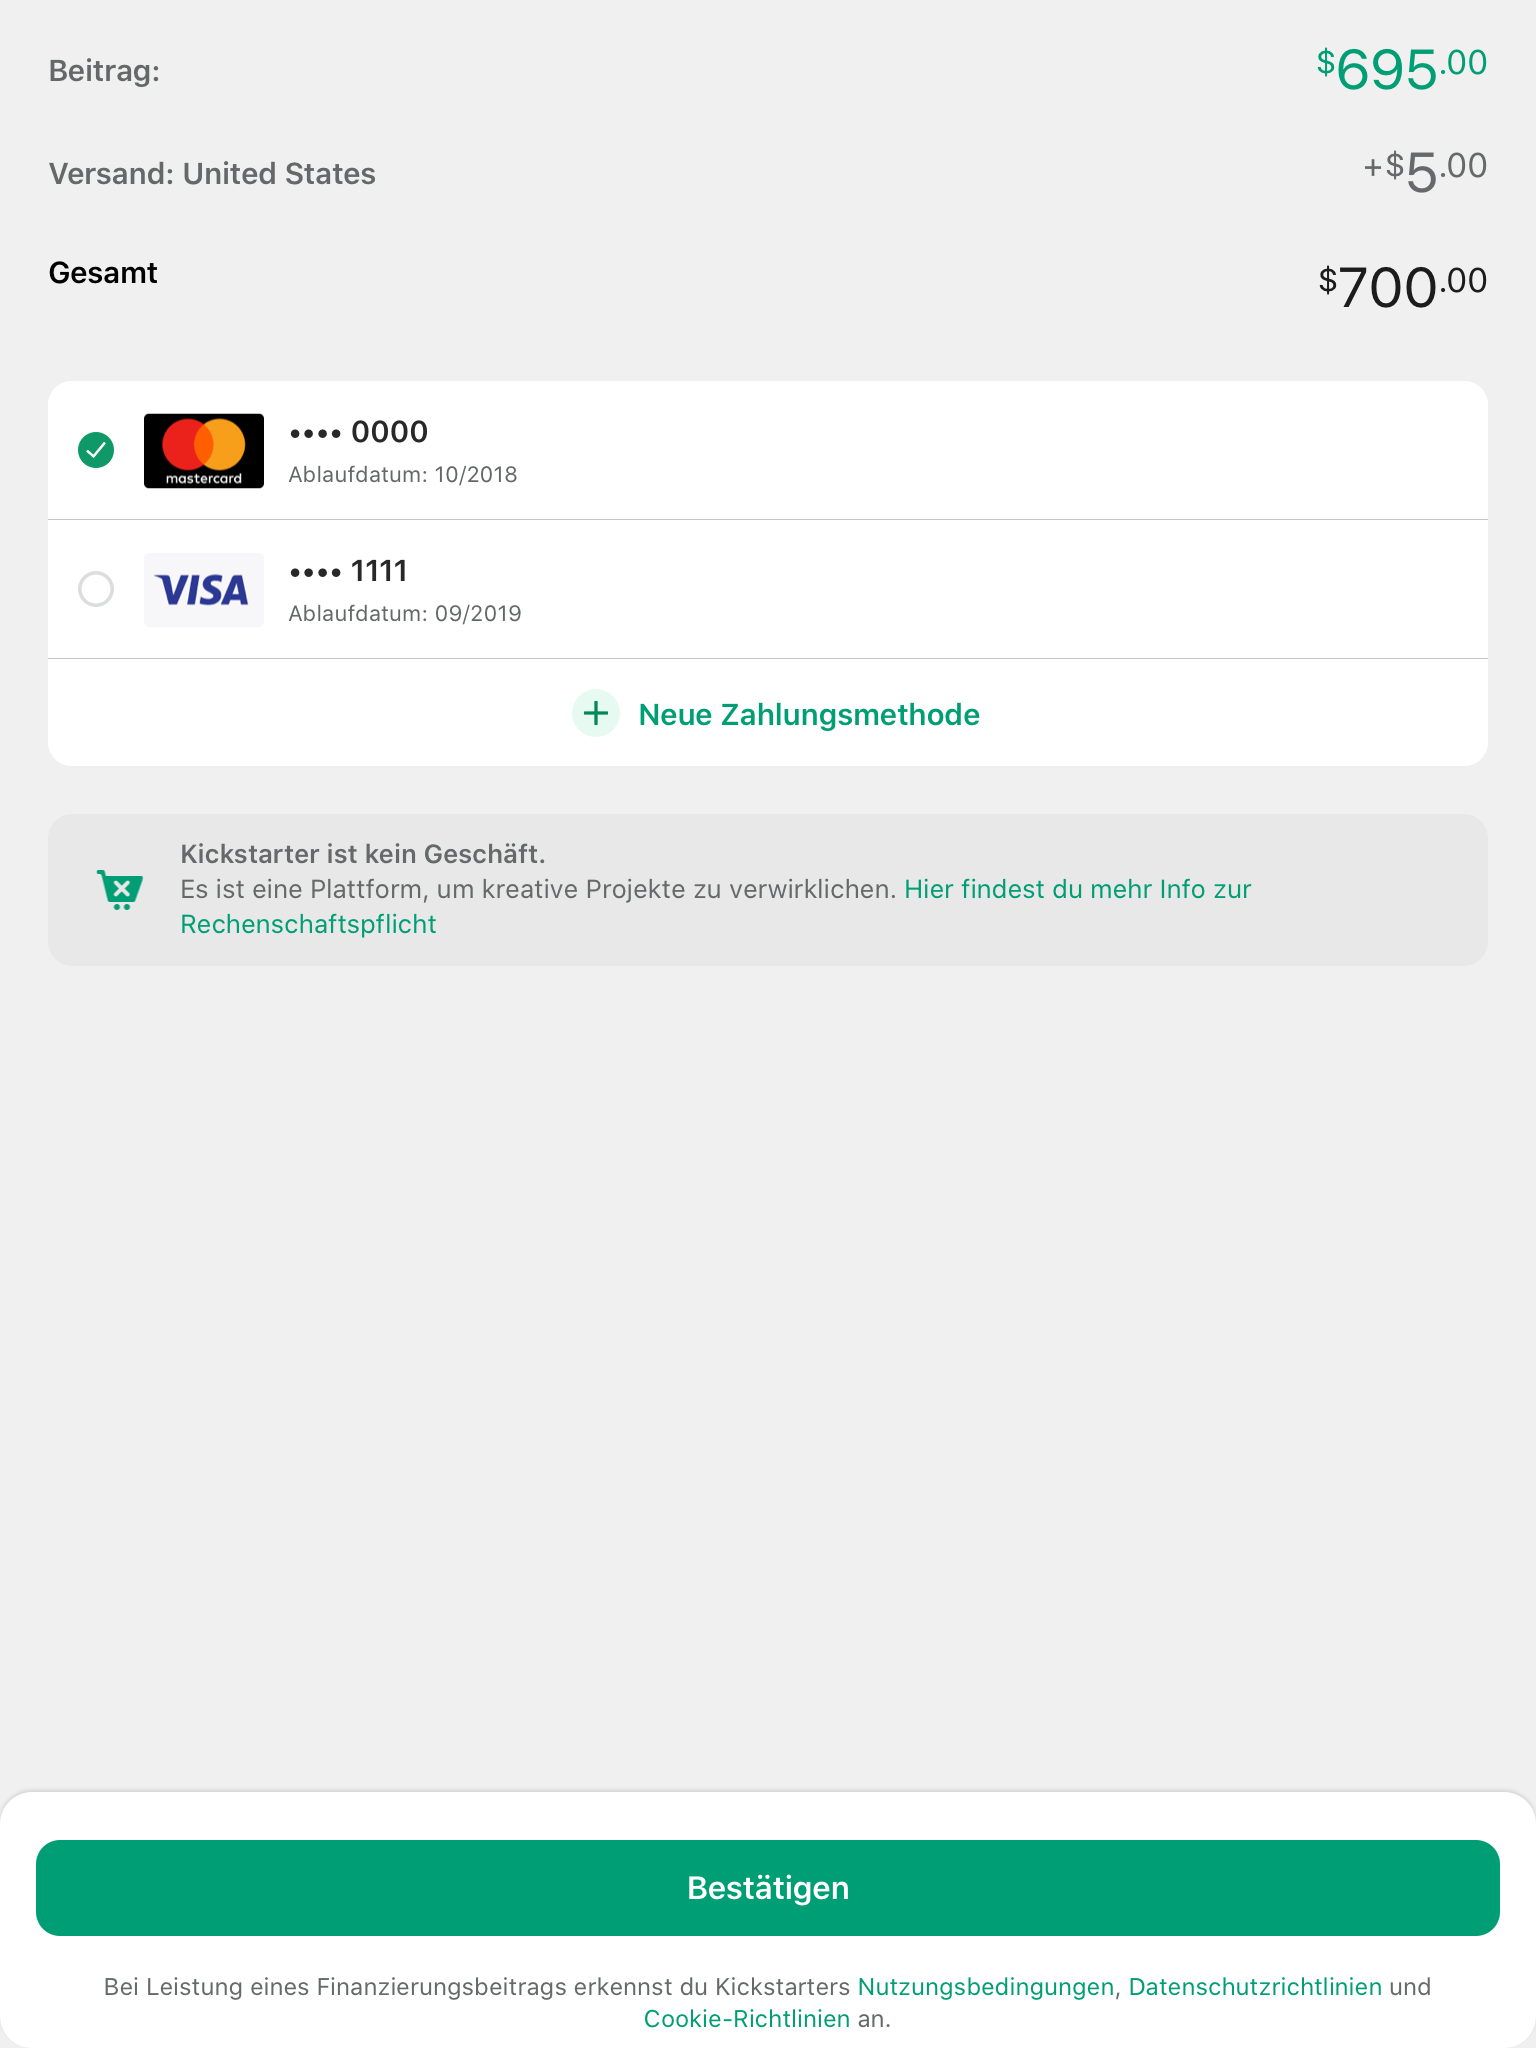 Beitrag:
$695.00
Versand: United States
+$5.00
Gesamt
$700.00
mastercard
•••• 0000
Ablaufdatum: 10/2018
VISA
•••• 1111
Ablaufdatum: 09/2019
Neue Zahlungsmethode
Kickstarter ist kein Geschäft.
Es ist eine Plattform, um kreative Projekte zu verwirklichen. Hier findest du mehr Info zur
Rechenschaftspflicht
Bestätigen
Bei Leistung eines Finanzierungsbeitrags erkennst du Kickstarters Nutzungsbedingungen, Datenschutzrichtlinien und
Cookie-Richtlinien an.